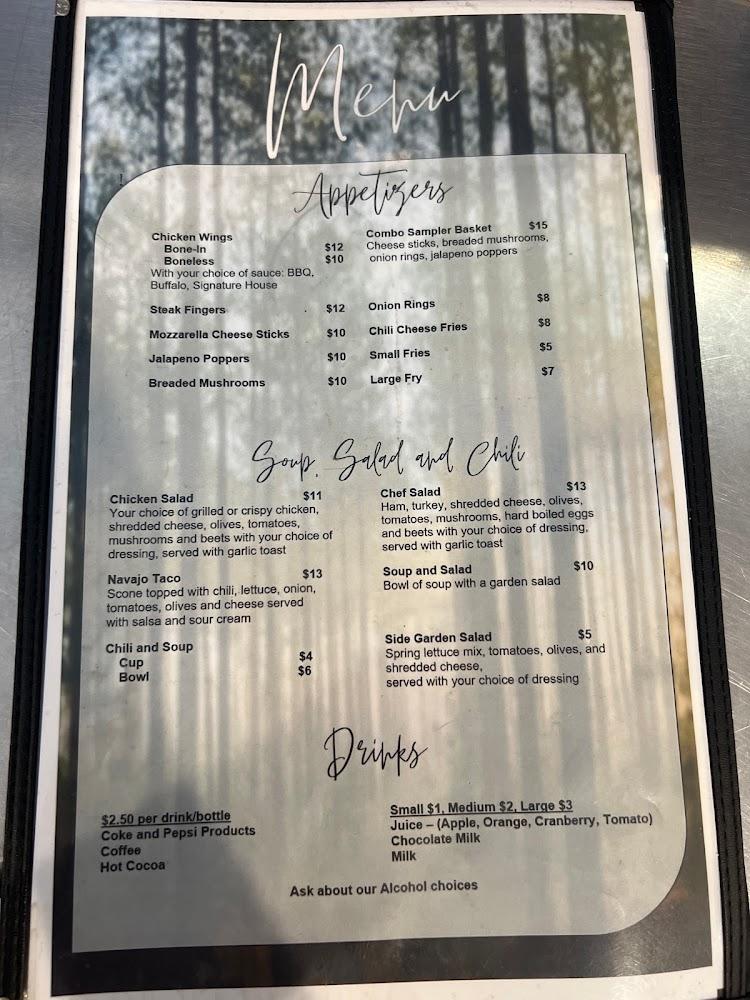 Menu
Appetizers
Chicken Wings
Bone-In $12
Boneless $10
With your choice of sauce: BBQ,
Buffalo, Signature House
Steak Fingers $12
Mozzarella Cheese Sticks $10
Jalapeno Poppers $10
Breaded Mushrooms $10
Combo Sampler Basket $15
Cheese sticks, breaded mushrooms,
onion rings, jalapeno poppers
Onion Rings $8
Chili Cheese Fries $8
Small Fries $5
Large Fry $7
Soup, Salad and Chili
Chicken Salad $11
Your choice of grilled or crispy chicken,
shredded cheese, olives, tomatoes,
mushrooms and beets with your choice of
dressing, served with garlic toast
Navajo Taco $13
Scone topped with chili, lettuce, onion,
tomatoes, olives and cheese served
with salsa and sour cream
Chili and Soup
Cup $4
Bowl $6
Chef Salad $13
Ham, turkey, shredded cheese, olives,
tomatoes, mushrooms, hard boiled eggs
and beets with your choice of dressing,
served with garlic toast
Soup and Salad $10
Bowl of soup with a garden salad
Side Garden Salad $5
Spring lettuce mix, tomatoes, olives, and
shredded cheese,
served with your choice of dressing
Drinks
$2.50 per drink/bottle
Coke and Pepsi Products
Coffee
Hot Cocoa
Small $1, Medium $2, Large $3
Juice – (Apple, Orange, Cranberry, Tomato)
Chocolate Milk
Milk
Ask about our Alcohol choices